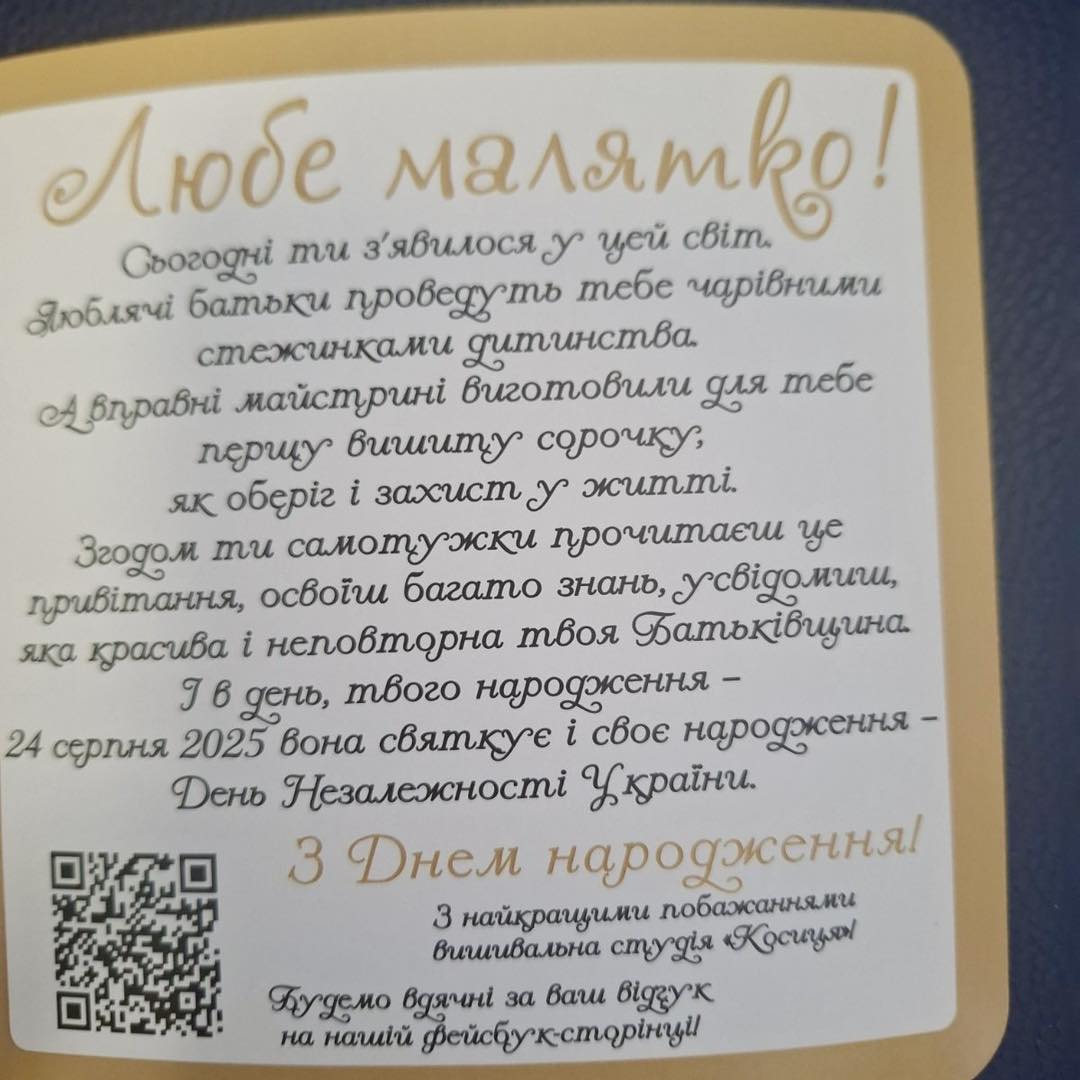 Любе малятко!
Сьогодні ти з'явилося у цей світ.
Люблячі батьки проведуть тебе чарівними
стежинками дитинства.
А вправні майстрині виготовили для тебе
першу вишиту сорочку,
як оберіг і захист у житті.
Згодом ти самотужки прочитаєш це
привітання, освоїш багато знань, усвідомиш,
яка красива і неповторна твоя Батьківщина.
І в день, твого народження –
24 серпня 2025 вона святкує і своє народження –
День Незалежності України.
З Днем народження!
З найкращими побажаннями
вишивальна студія «Косиця»!
Будемо вдячні за ваш відгук
на нашій фейсбук-сторінці!